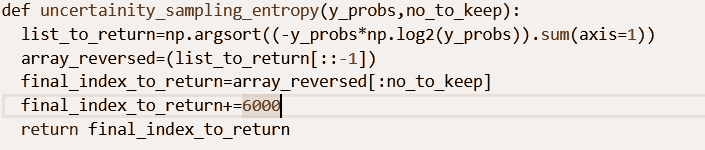 def uncertainity_sampling_entropy(y_probs,no_to_keep):
  list_to_return=np.argsort((-y_probs*np.log2(y_probs)).sum(axis=1))
  array_reversed=(list_to_return[::-1])
  final_index_to_return=array_reversed[:no_to_keep]
  final_index_to_return+=6000
  return final_index_to_return